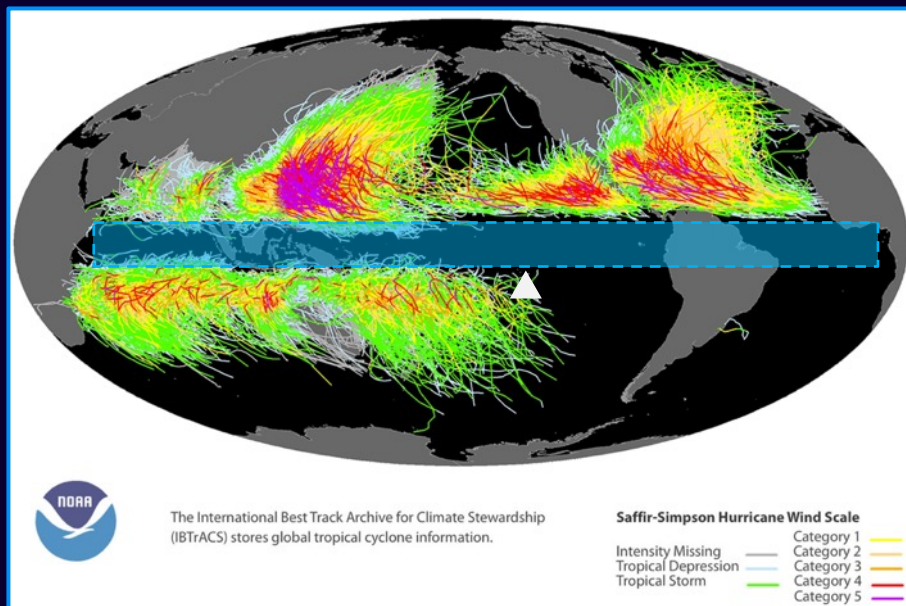 NOAA
The International Best Track Archive for Climate Stewardship
(IBTrACS) stores global tropical cyclone information.
Saffir-Simpson Hurricane Wind Scale
Intensity Missing
Tropical Depression
Tropical Storm
Category 1
Category 2
Category 3
Category 4
Category 5